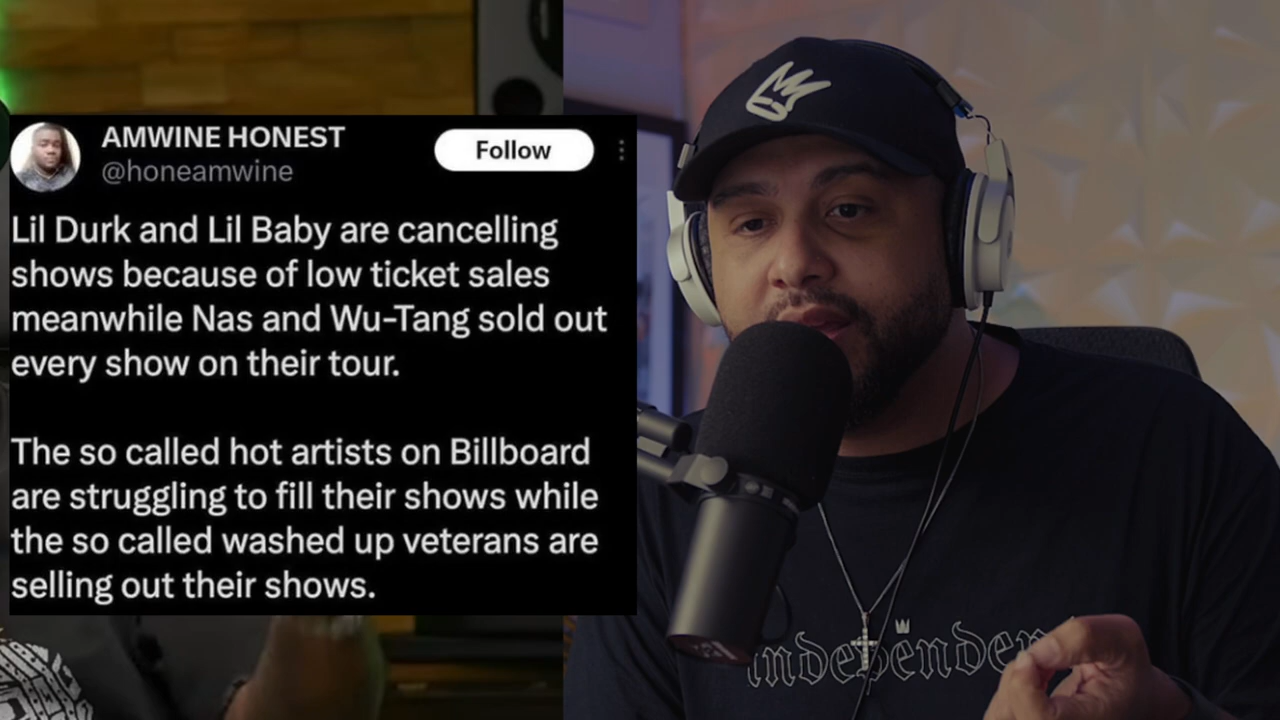 AMWINE HONEST
@honeamwine
Follow
Lil Durk and Lil Baby are cancelling
shows because of low ticket sales
meanwhile Nas and Wu-Tang sold out
every show on their tour.
The so called hot artists on Billboard
are struggling to fill their shows while
the so called washed up veterans are
selling out their shows.